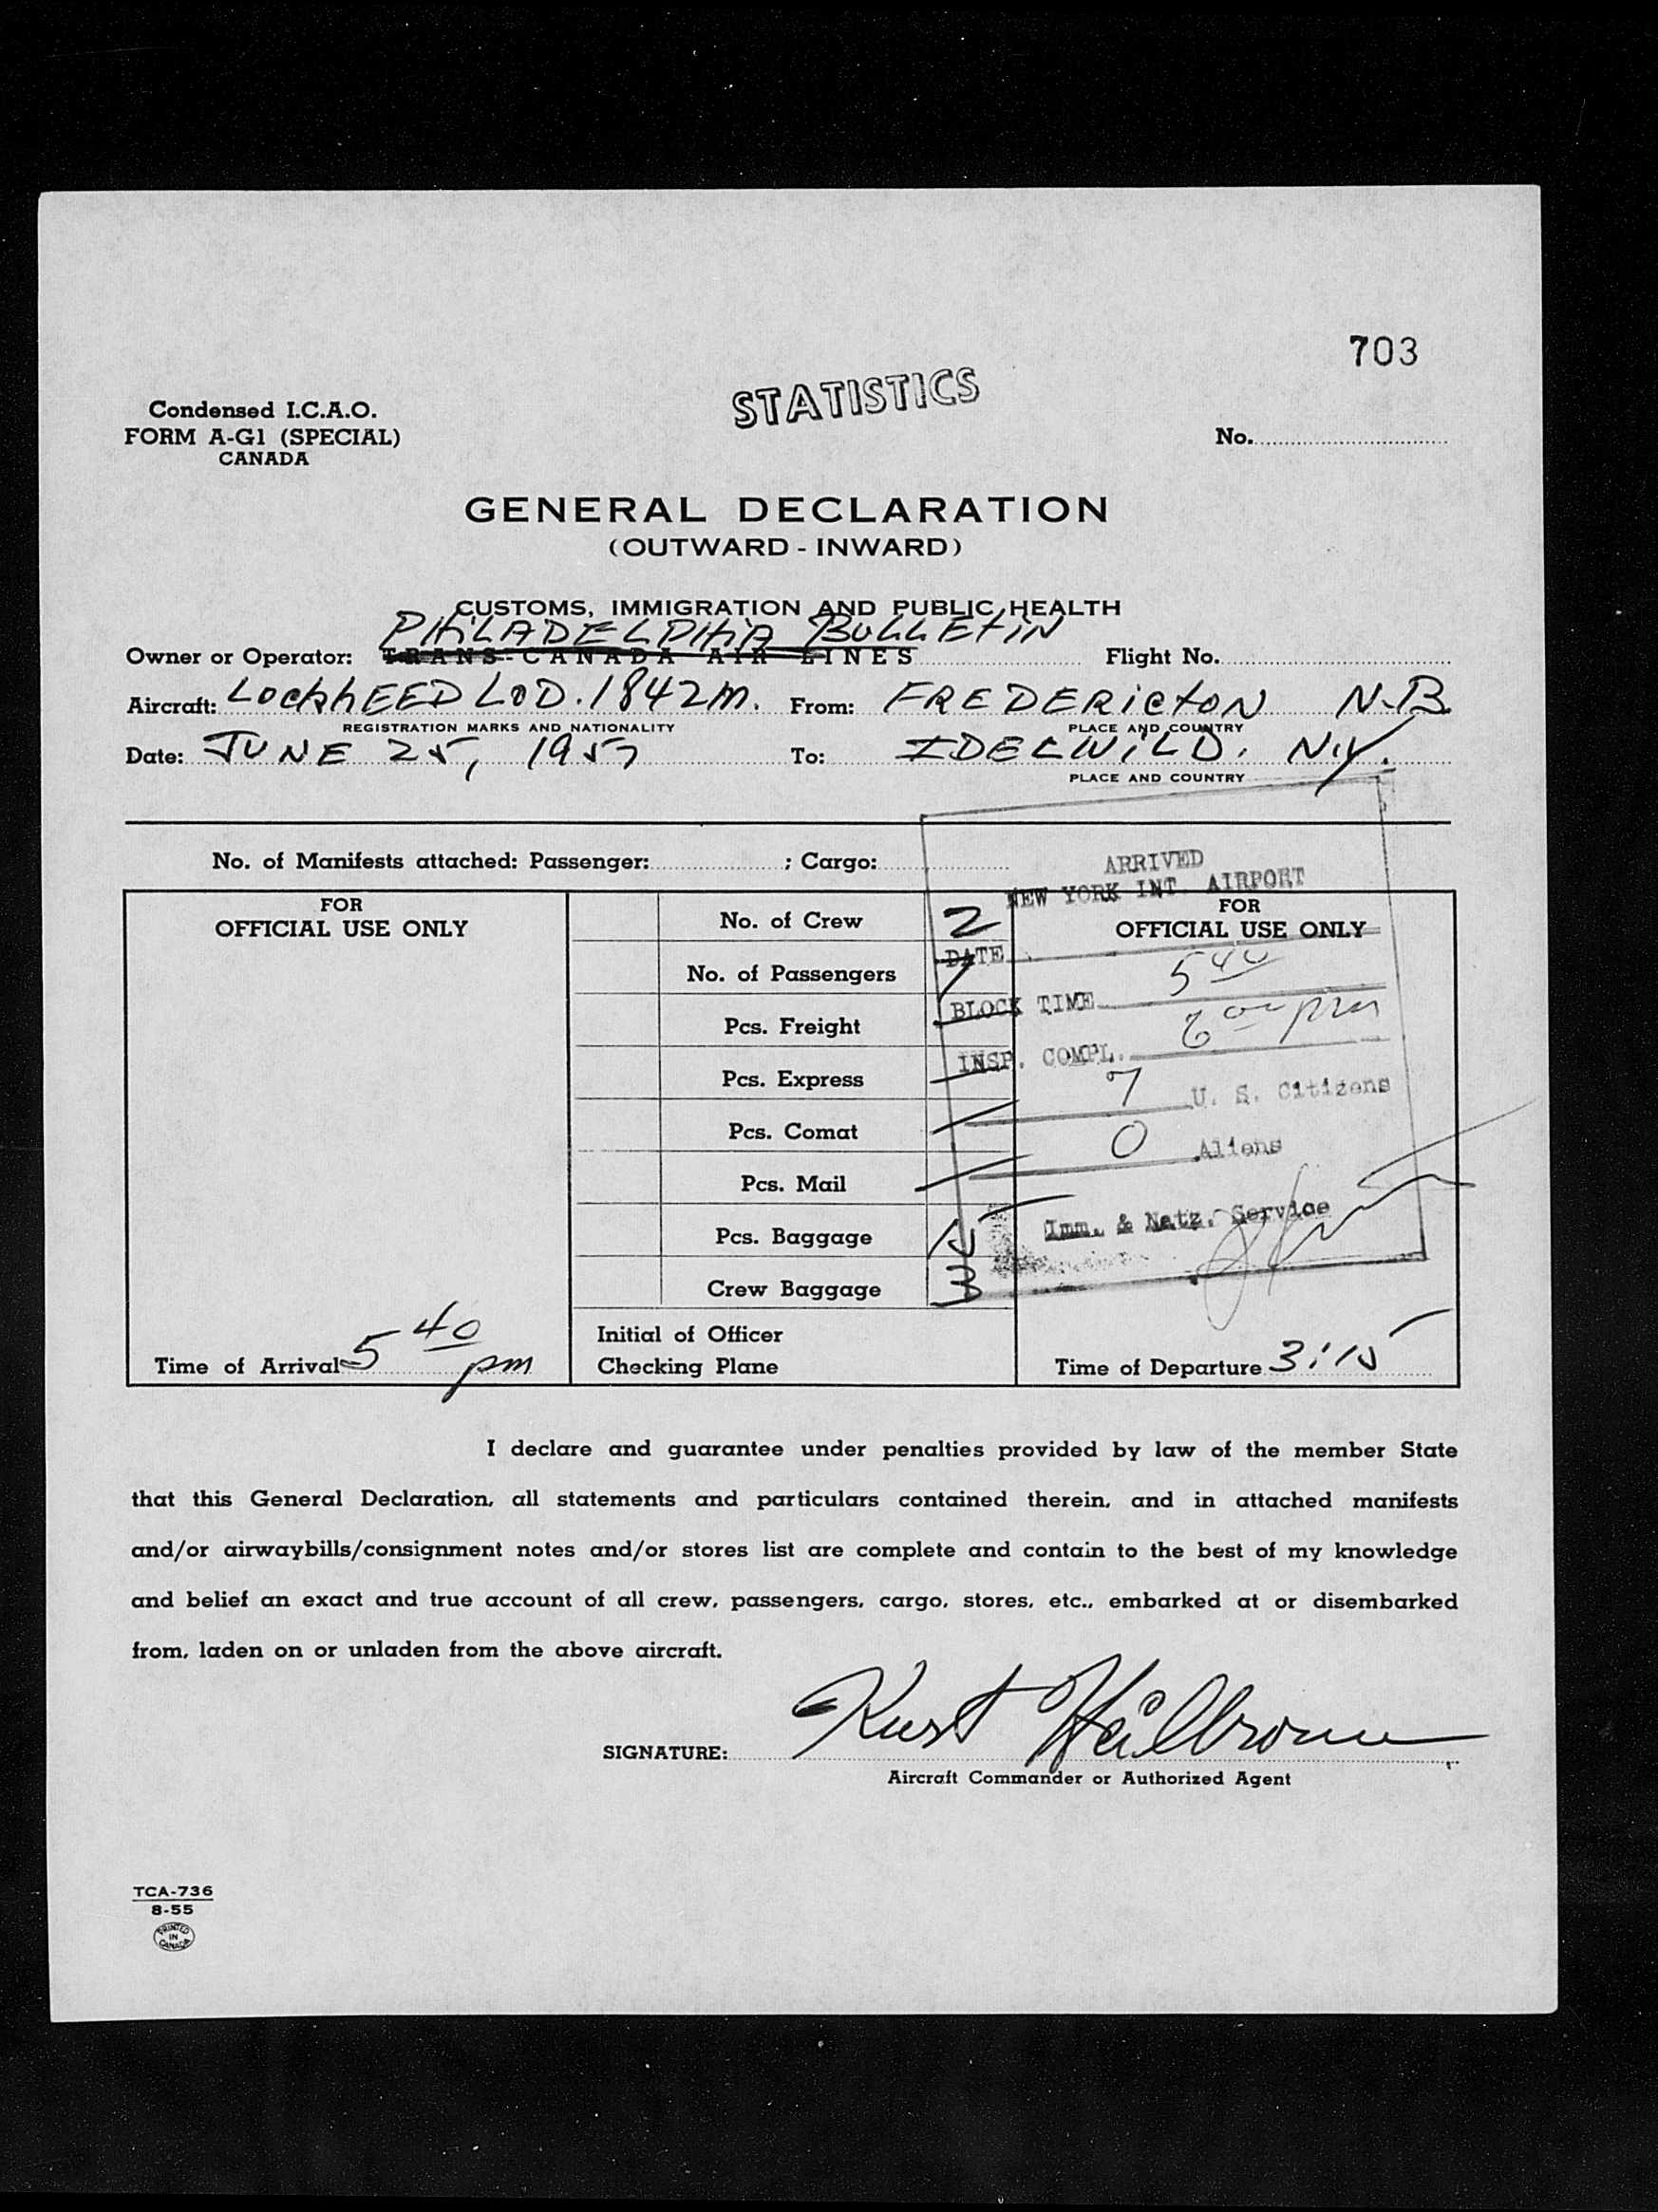 703
STATISTICS
Condensed I.C.A.O.
FORM A-G1 (SPECIAL)
CANADA
No.
GENERAL DECLARATION
(OUTWARD - INWARD)
CUSTOMS, IMMIGRATION AND PUBLIC HEALTH
PHILADELPHIA BULLETIN
Owner or Operator: TRANS-CANADA AIR LINES Flight No.
Aircraft: LockhEED LOD. 1842M. From: FREDERICtON N.B.
REGISTRATION MARKS AND NATIONALITY PLACE AND COUNTRY
Date: JUNE 25, 1957 To: IDELWILD, N.Y.
PLACE AND COUNTRY
No. of Manifests attached: Passenger: ; Cargo:
ARRIVED
NEW YORK INT. AIRPORT
FOR
OFFICIAL USE ONLY
No. of Crew 2
FOR
OFFICIAL USE ONLY
No. of Passengers
DATE
BLOCK TIME 5 40
Pcs. Freight
INSP. COMPL. 6 00 pm
Pcs. Express
7 U. S. Citizens
Pcs. Comat
0 Aliens
Pcs. Mail
Imm. & Natz. Service
Pcs. Baggage
Crew Baggage 3
Time of Arrival 5 40 pm
Initial of Officer
Checking Plane
Time of Departure 3:15
I declare and guarantee under penalties provided by law of the member State
that this General Declaration, all statements and particulars contained therein, and in attached manifests
and/or airwaybills/consignment notes and/or stores list are complete and contain to the best of my knowledge
and belief an exact and true account of all crew, passengers, cargo, stores, etc., embarked at or disembarked
from, laden on or unladen from the above aircraft.
SIGNATURE: Kurt Heilbronn
Aircraft Commander or Authorized Agent
TCA-736
8-55
PRINTED
IN
CANADA